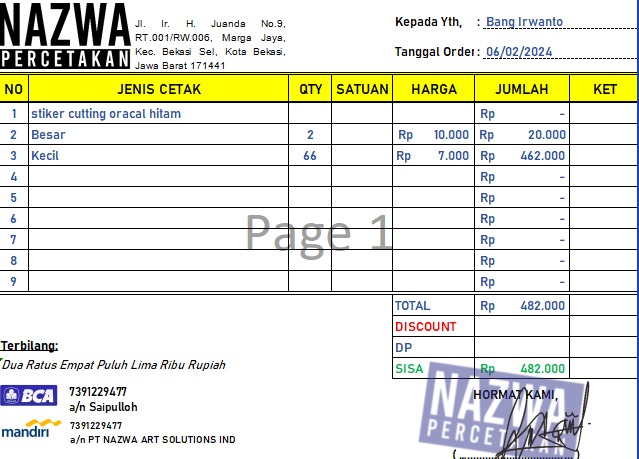 NAZWA
PERCETAKAN
Jl. Ir. H. Juanda No.9,
RT.001/RW.006, Marga Jaya,
Kec. Bekasi Sel, Kota Bekasi,
Jawa Barat 171441
Kepada Yth, : Bang Irwanto
Tanggal Order : 06/02/2024
NO JENIS CETAK QTY SATUAN HARGA JUMLAH KET
1 stiker cutting oracal hitam Rp -
2 Besar 2 Rp 10.000 Rp 20.000
3 Kecil 66 Rp 7.000 Rp 462.000
4 Rp -
5 Rp -
6 Rp -
7 Rp -
8 Rp -
9 Rp -
Page 1
TOTAL Rp 482.000
DISCOUNT
DP
SISA Rp 482.000
Terbilang:
Dua Ratus Empat Puluh Lima Ribu Rupiah
BCA 7391229477
a/n Saipulloh
mandiri 7391229477
a/n PT NAZWA ART SOLUTIONS IND
HORMAT KAMI,
NAZWA
PERCETAKAN
(........................)